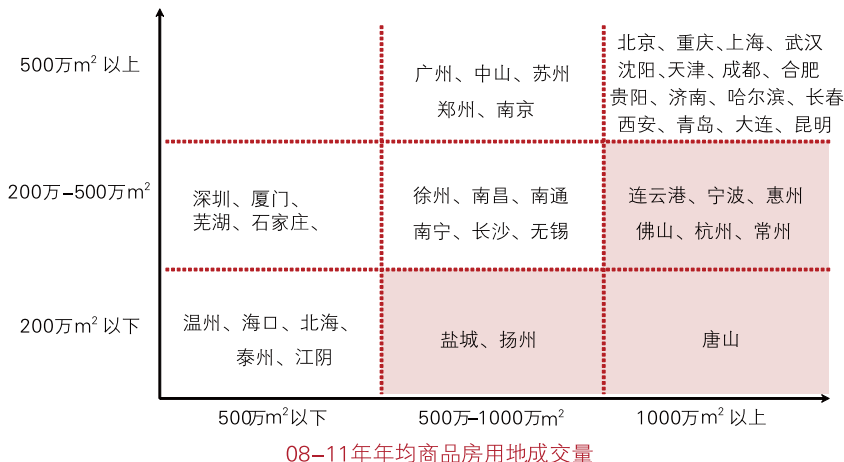 500万m²以上
广州、中山、苏州
郑州、南京
北京、重庆、上海、武汉
沈阳、天津、成都、合肥
贵阳、济南、哈尔滨、长春
西安、青岛、大连、昆明
200万-500万m²
深圳、厦门、
芜湖、石家庄、
徐州、南昌、南通
南宁、长沙、无锡
连云港、宁波、惠州
佛山、杭州、常州
200万m²以下
温州、海口、北海、
泰州、江阴
盐城、扬州
唐山
500万m²以下
500万-1000万m²
1000万m²以上
08-11年年均商品房用地成交量